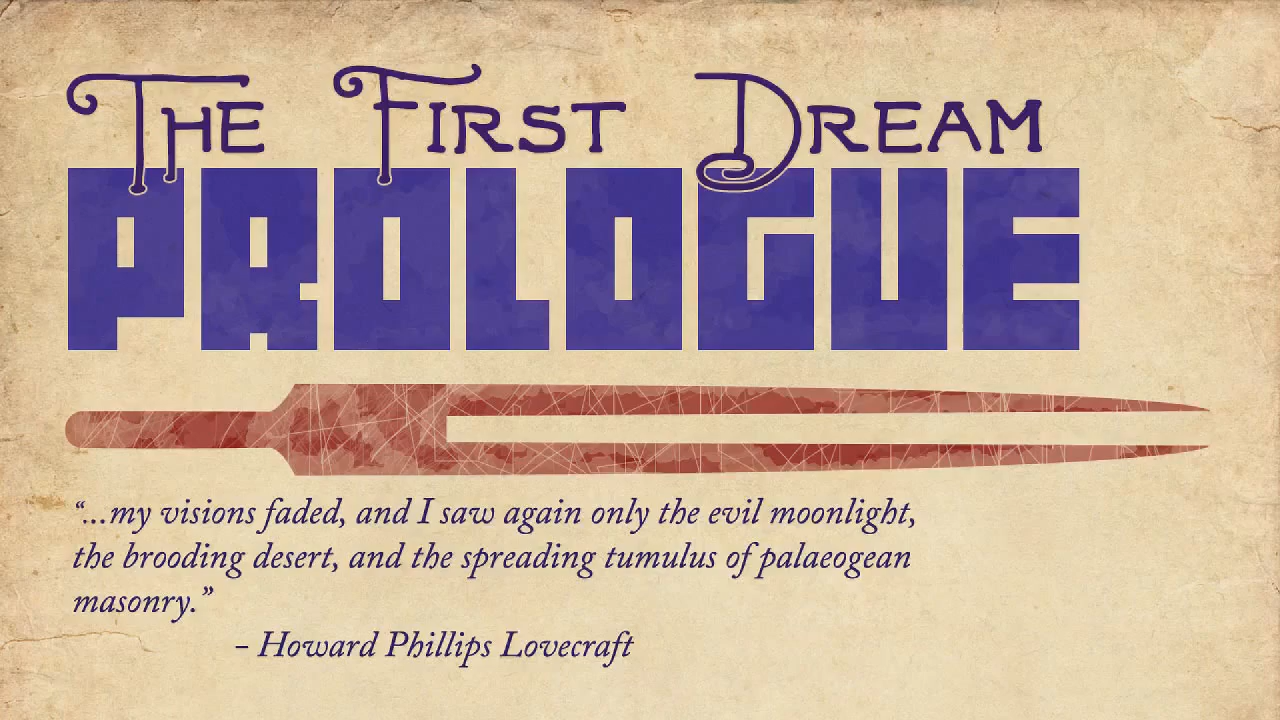 The First Dream
PROLOGUE
“...my visions faded, and I saw again only the evil moonlight,
the brooding desert, and the spreading tumulus of palaeogean
masonry.”
– Howard Phillips Lovecraft